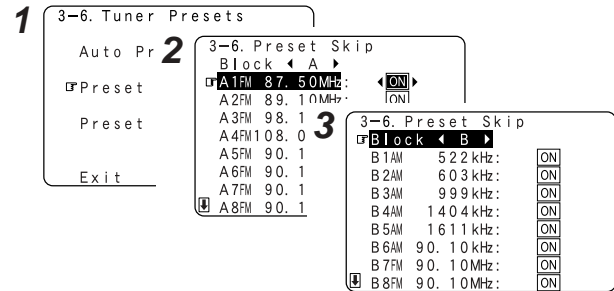 1
3-6. Tuner Presets
Auto Pr
☞Preset
Preset
Exit
2
3-6. Preset Skip
Block ◀ A ▶
☞A1FM 87.50MHz: ◀ON▶
A2FM 89.10MHz: ON
A3FM 98.1
A4FM108.0
A5FM 90.1
A6FM 90.1
A7FM 90.1
A8FM 90.1
3
3-6. Preset Skip
☞Block ◀ B ▶
B1AM 522kHz: ON
B2AM 603kHz: ON
B3AM 999kHz: ON
B4AM 1404kHz: ON
B5AM 1611kHz: ON
B6AM 90.10kHz: ON
B7FM 90.10MHz: ON
B8FM 90.10MHz: ON